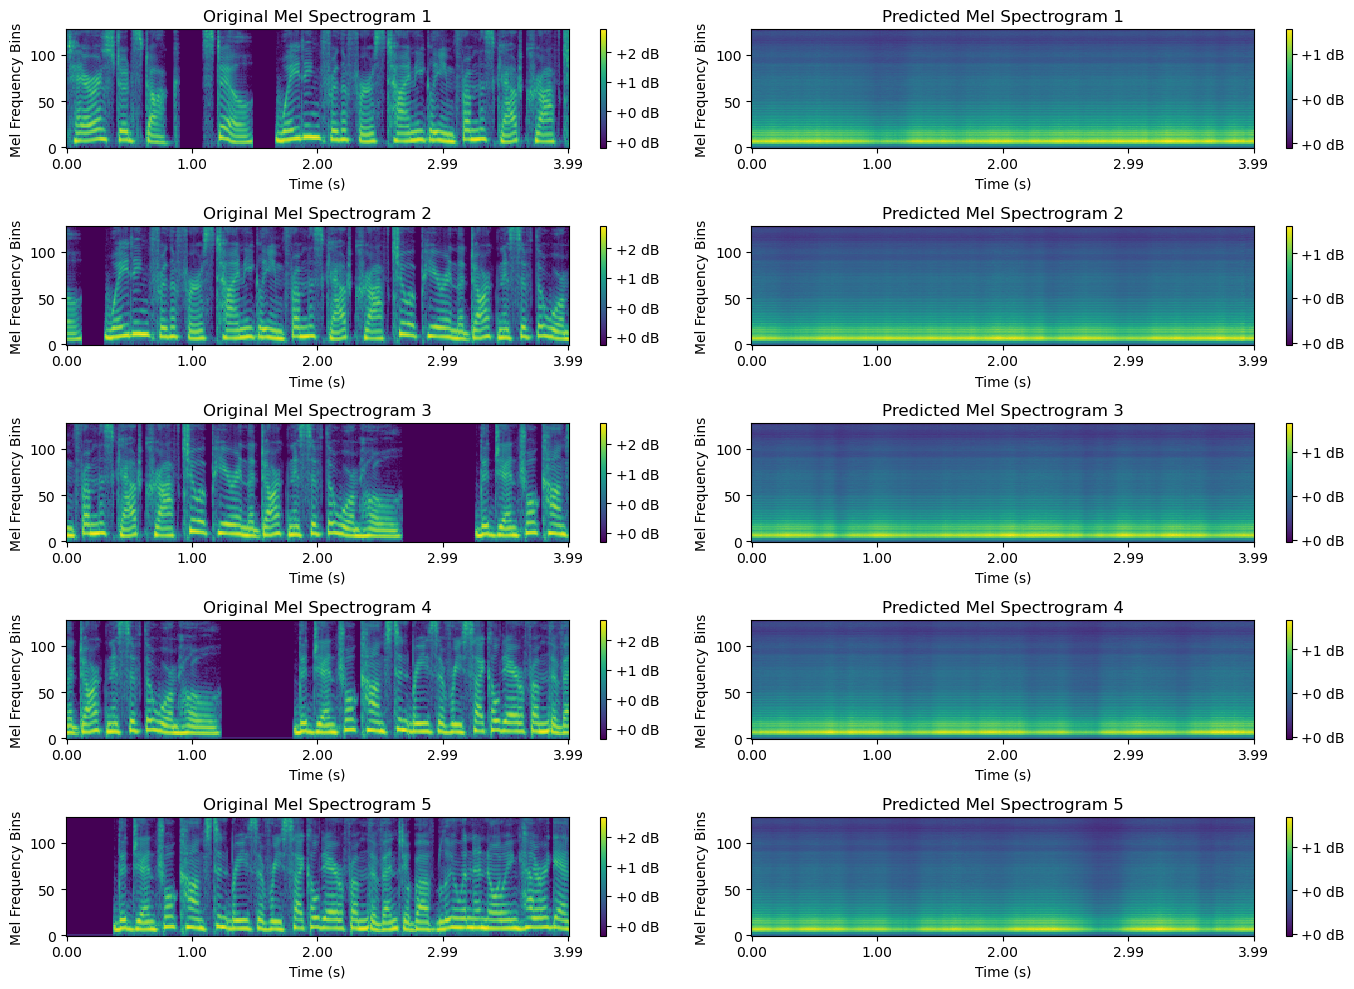 Original Mel Spectrogram 1
Predicted Mel Spectrogram 1
Mel Frequency Bins
100
50
0
0.00 1.00 2.00 2.99 3.99
Time (s)
+2 dB
+1 dB
+0 dB
+0 dB
Mel Frequency Bins
100
50
0
0.00 1.00 2.00 2.99 3.99
Time (s)
+1 dB
+0 dB
+0 dB
Original Mel Spectrogram 2
Predicted Mel Spectrogram 2
Mel Frequency Bins
100
50
0
0.00 1.00 2.00 2.99 3.99
Time (s)
+2 dB
+1 dB
+0 dB
+0 dB
Mel Frequency Bins
100
50
0
0.00 1.00 2.00 2.99 3.99
Time (s)
+1 dB
+0 dB
+0 dB
Original Mel Spectrogram 3
Predicted Mel Spectrogram 3
Mel Frequency Bins
100
50
0
0.00 1.00 2.00 2.99 3.99
Time (s)
+2 dB
+1 dB
+0 dB
+0 dB
Mel Frequency Bins
100
50
0
0.00 1.00 2.00 2.99 3.99
Time (s)
+1 dB
+0 dB
+0 dB
Original Mel Spectrogram 4
Predicted Mel Spectrogram 4
Mel Frequency Bins
100
50
0
0.00 1.00 2.00 2.99 3.99
Time (s)
+2 dB
+1 dB
+0 dB
+0 dB
Mel Frequency Bins
100
50
0
0.00 1.00 2.00 2.99 3.99
Time (s)
+1 dB
+0 dB
+0 dB
Original Mel Spectrogram 5
Predicted Mel Spectrogram 5
Mel Frequency Bins
100
50
0
0.00 1.00 2.00 2.99 3.99
Time (s)
+2 dB
+1 dB
+0 dB
+0 dB
Mel Frequency Bins
100
50
0
0.00 1.00 2.00 2.99 3.99
Time (s)
+1 dB
+0 dB
+0 dB